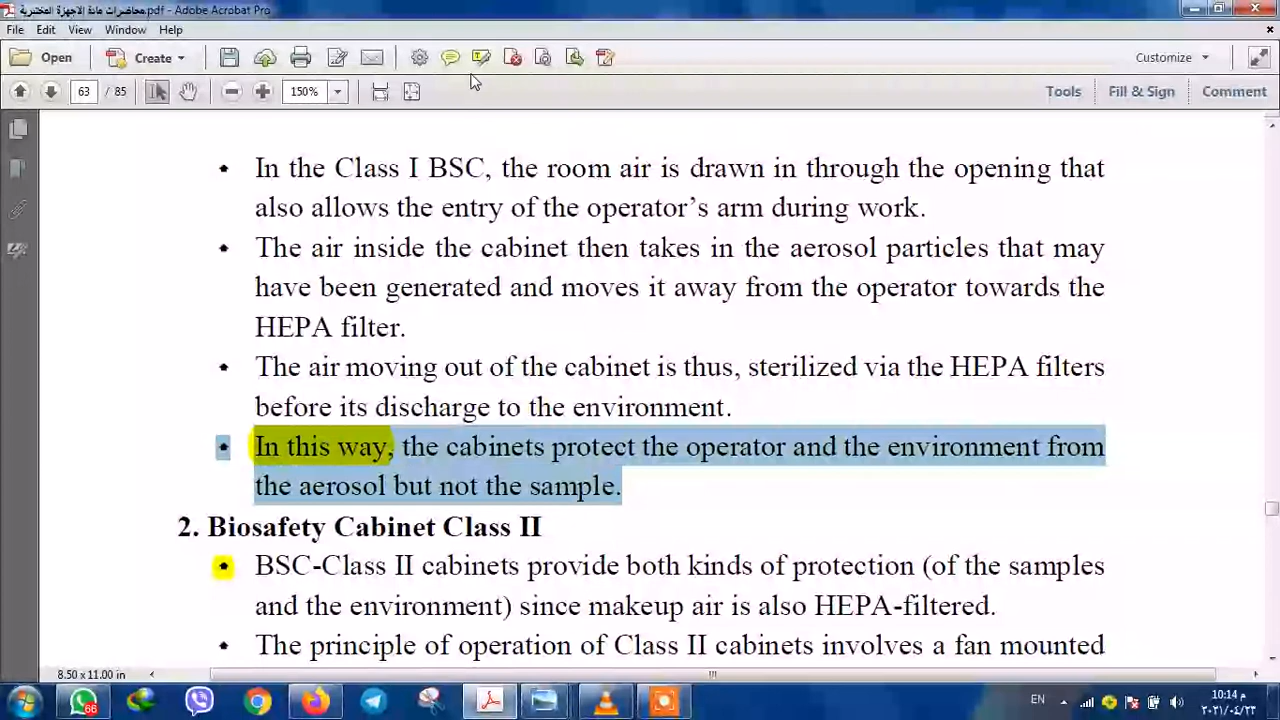 محاضرات مادة الاجهزة المختبرية.pdf - Adobe Acrobat Pro
File Edit View Window Help
Open Create Customize
63 / 85 150% Tools Fill & Sign Comment
In the Class I BSC, the room air is drawn in through the opening that
also allows the entry of the operator’s arm during work.
The air inside the cabinet then takes in the aerosol particles that may
have been generated and moves it away from the operator towards the
HEPA filter.
The air moving out of the cabinet is thus, sterilized via the HEPA filters
before its discharge to the environment.
In this way, the cabinets protect the operator and the environment from
the aerosol but not the sample.
2. Biosafety Cabinet Class II
BSC-Class II cabinets provide both kinds of protection (of the samples
and the environment) since makeup air is also HEPA-filtered.
The principle of operation of Class II cabinets involves a fan mounted
8.50 x 11.00 in
66
EN
10:14 م
٢٠٢١/٠٤/٢٣